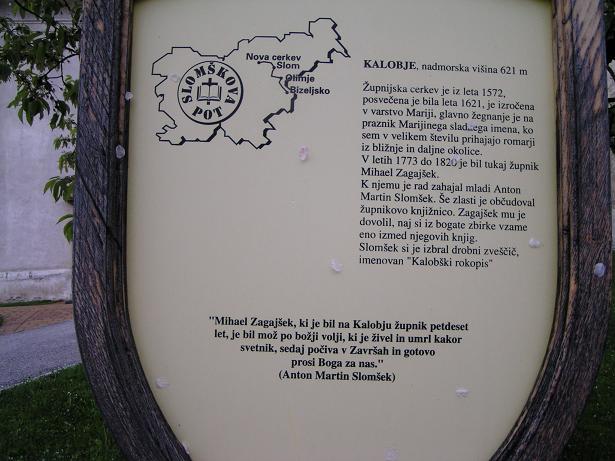 Nova cerkev
Slom
Olimje
Bizeljsko
SLOMŠKOVA
POT
KALOBJE, nadmorska višina 621 m
Župnijska cerkev je iz leta 1572,
posvečena je bila leta 1621, je izročena
v varstvo Mariji, glavno žegnanje je na
praznik Marijinega sladkega imena, ko
sem v velikem številu prihajajo romarji
iz bližnje in daljne okolice.
V letih 1773 do 1820 je bil tukaj župnik
Mihael Zagajšek.
K njemu je rad zahajal mladi Anton
Martin Slomšek. Še zlasti je občudoval
župnikovo knjižnico. Zagajšek mu je
dovolil, naj si iz bogate zbirke vzame
eno izmed njegovih knjig.
Slomšek si je izbral drobni zveščič,
imenovan "Kalobški rokopis"
"Mihael Zagajšek, ki je bil na Kalobju župnik petdeset
let, je bil mož po božji volji, ki je živel in umrl kakor
svetnik, sedaj počiva v Završah in gotovo
prosi Boga za nas."
(Anton Martin Slomšek)